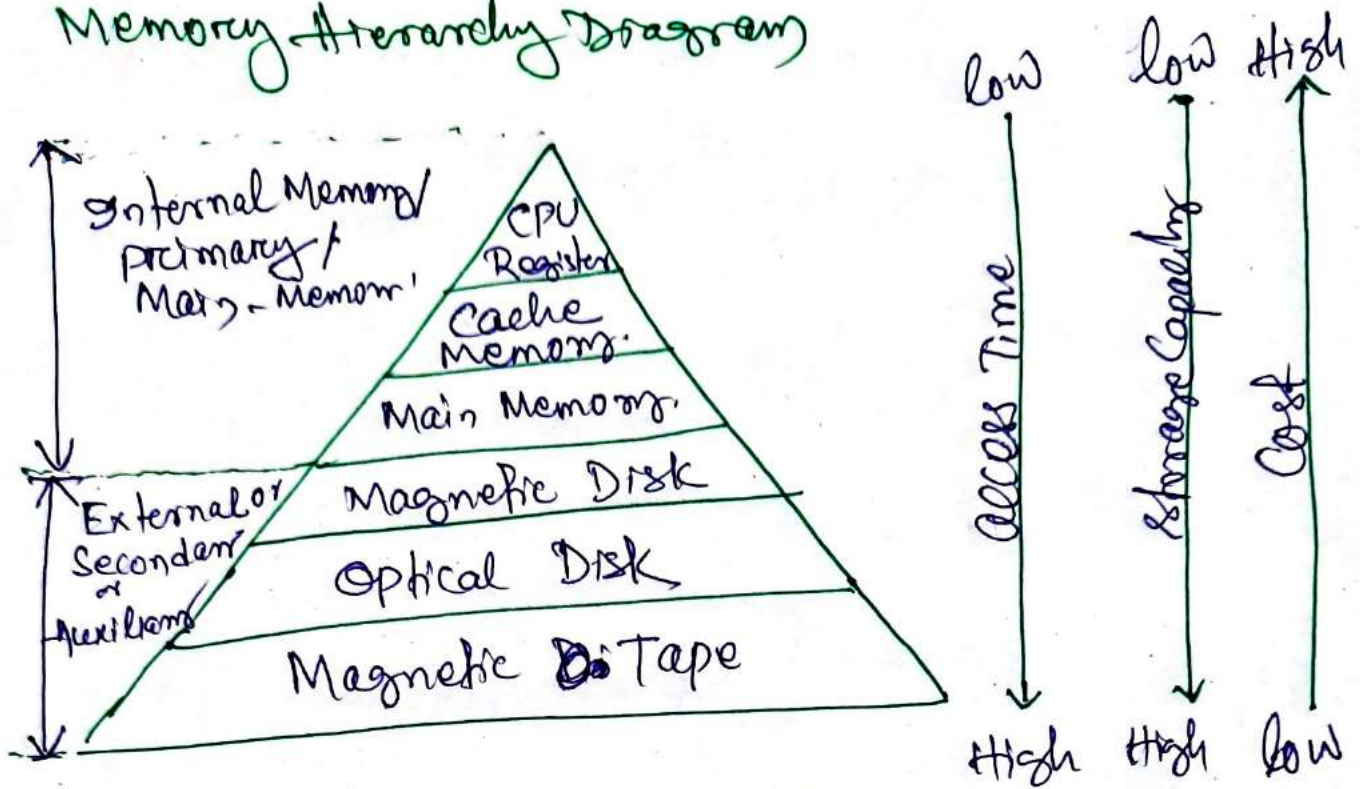 Memory Hierarchy Diagram
Internal Memory/
primary/
Main-Memory
CPU
Register
Cache
Memory.
Main Memory.
Magnetic Disk
Optical Disk
Magnetic Tape
External or
Secondary
or
Auxiliary
low
Access Time
High
low
Storage Capacity
High
High
Cost
low